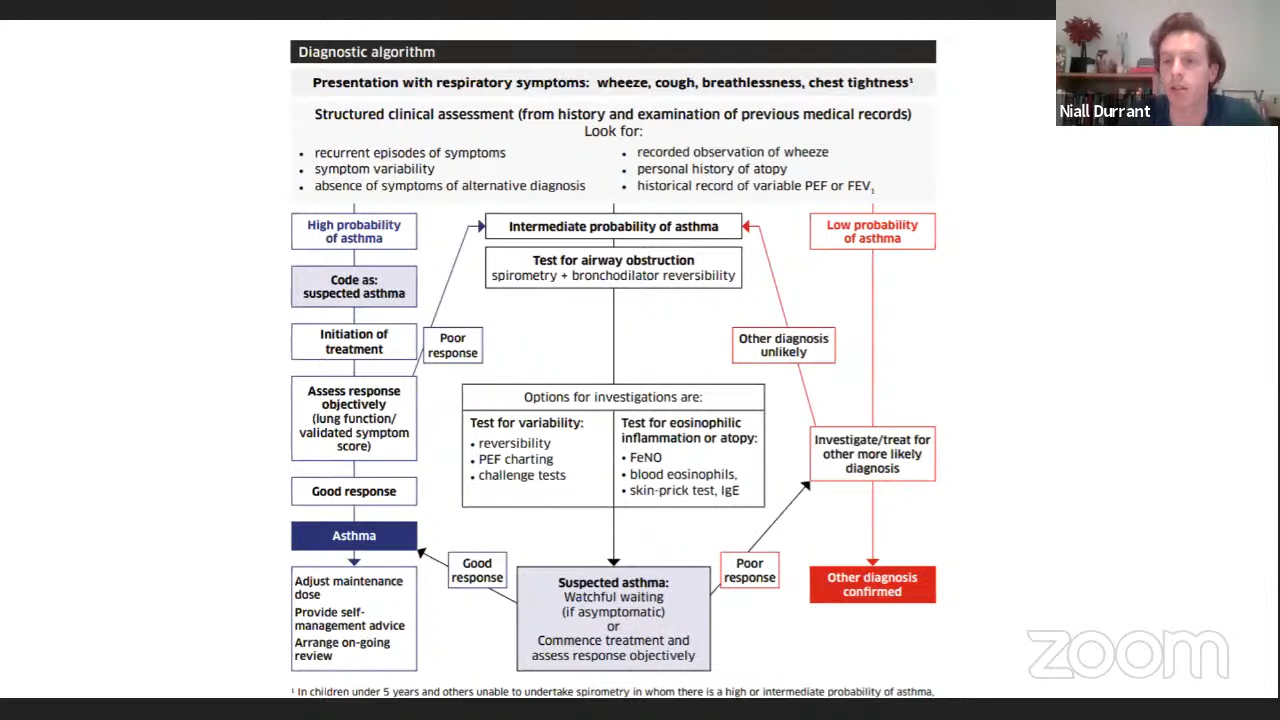 Diagnostic algorithm
Presentation with respiratory symptoms: wheeze, cough, breathlessness, chest tightness¹
Structured clinical assessment (from history and examination of previous medical records)
Look for:
• recurrent episodes of symptoms
• symptom variability
• absence of symptoms of alternative diagnosis
• recorded observation of wheeze
• personal history of atopy
• historical record of variable PEF or FEV₁
High probability
of asthma
Code as:
suspected asthma
Initiation of
treatment
Assess response
objectively
(lung function/
validated symptom
score)
Good response
Asthma
Adjust maintenance
dose
Provide self-
management advice
Arrange on-going
review
Poor
response
Intermediate probability of asthma
Test for airway obstruction
spirometry + bronchodilator reversibility
Options for investigations are:
Test for variability:
• reversibility
• PEF charting
• challenge tests
Test for eosinophilic
inflammation or atopy:
• FeNO
• blood eosinophils,
• skin-prick test, IgE
Good
response
Suspected asthma:
Watchful waiting
(if asymptomatic)
or
Commence treatment and
assess response objectively
Poor
response
Low probability
of asthma
Other diagnosis
unlikely
Investigate/treat for
other more likely
diagnosis
Other diagnosis
confirmed
¹ In children under 5 years and others unable to undertake spirometry in whom there is a high or intermediate probability of asthma,
Niall Durrant
zoom